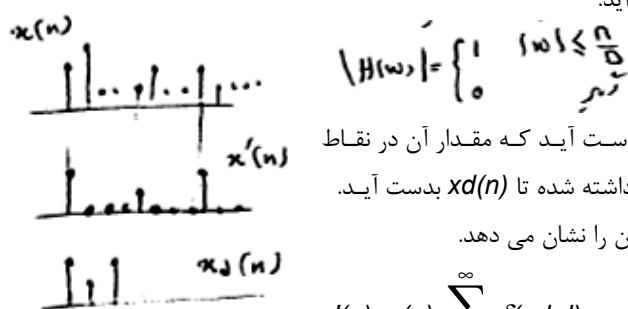 آید.
x(n)
|H(ω)| = { 1 |ω| ≤ π/D
0
ست آید که مقدار آن در نقاط
x'(n)
داشته شده تا xd(n) بدست آید.
ن را نشان می دهد.
xd(n)
∞
∑